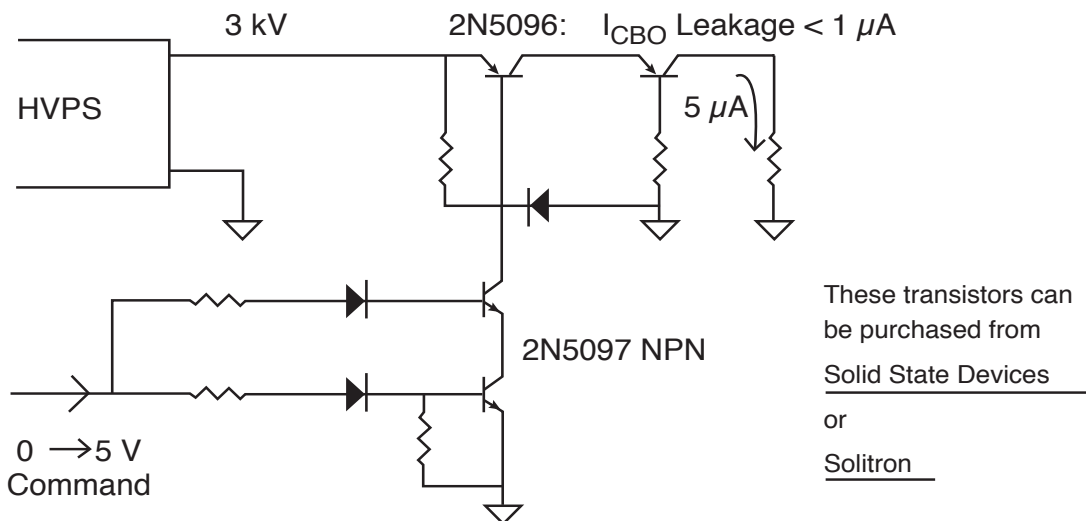 3 kV
2N5096: I_CBO Leakage < 1 µA
HVPS
5 µA
2N5097 NPN
0 → 5 V
Command
These transistors can
be purchased from
Solid State Devices
or
Solitron